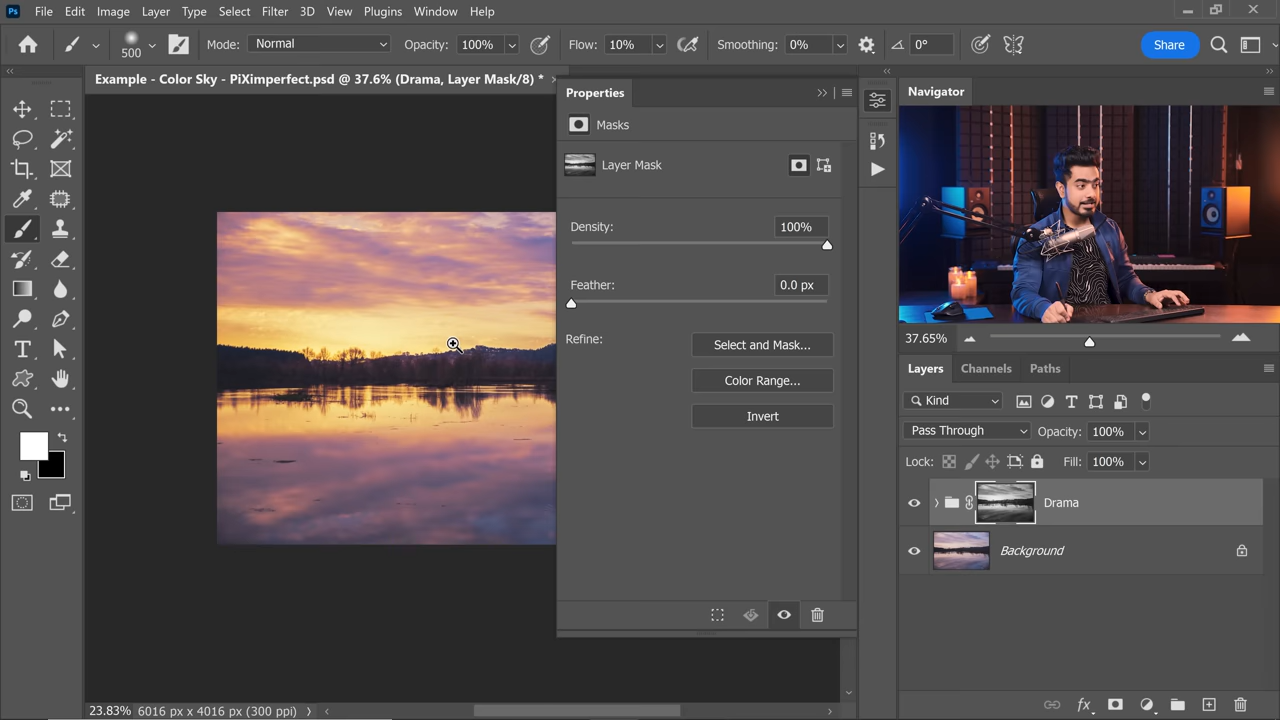 Ps File Edit Image Layer Type Select Filter 3D View Plugins Window Help
500 Mode: Normal Opacity: 100% Flow: 10% Smoothing: 0% 0° Share
Example - Color Sky - PiXimperfect.psd @ 37.6% (Drama, Layer Mask/8) *
Properties
Masks
Layer Mask
Density: 100%
Feather: 0.0 px
Refine:
Select and Mask...
Color Range...
Invert
Navigator
37.65%
Layers Channels Paths
Kind
Pass Through Opacity: 100%
Lock: Fill: 100%
Drama
Background
fx
23.83% 6016 px x 4016 px (300 ppi)